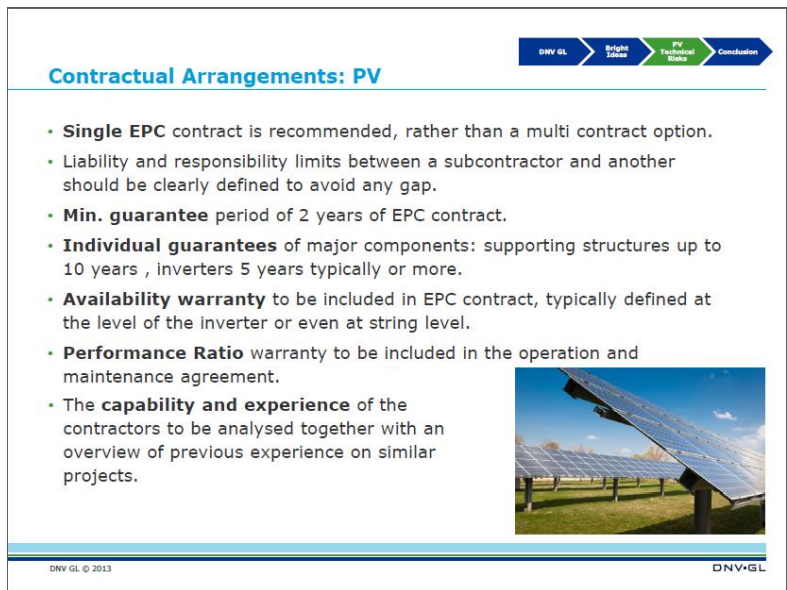 DNV GL
Bright
Ideas
PV
Technical
Risks
Conclusion
Contractual Arrangements: PV
• Single EPC contract is recommended, rather than a multi contract option.
• Liability and responsibility limits between a subcontractor and another
should be clearly defined to avoid any gap.
• Min. guarantee period of 2 years of EPC contract.
• Individual guarantees of major components: supporting structures up to
10 years , inverters 5 years typically or more.
• Availability warranty to be included in EPC contract, typically defined at
the level of the inverter or even at string level.
• Performance Ratio warranty to be included in the operation and
maintenance agreement.
• The capability and experience of the
contractors to be analysed together with an
overview of previous experience on similar
projects.
DNV GL © 2013
DNV·GL